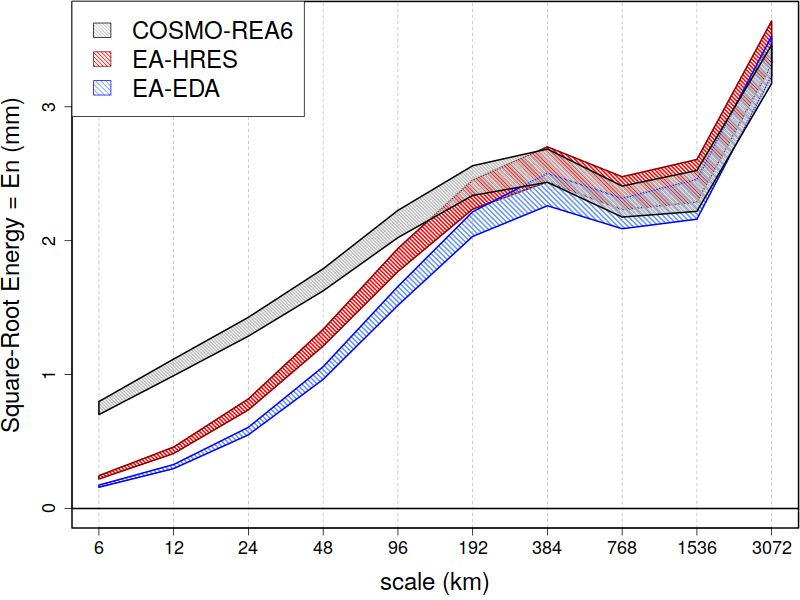 COSMO-REA6
EA-HRES
EA-EDA
Square-Root Energy = En (mm)
3
2
1
0
6 12 24 48 96 192 384 768 1536 3072
scale (km)